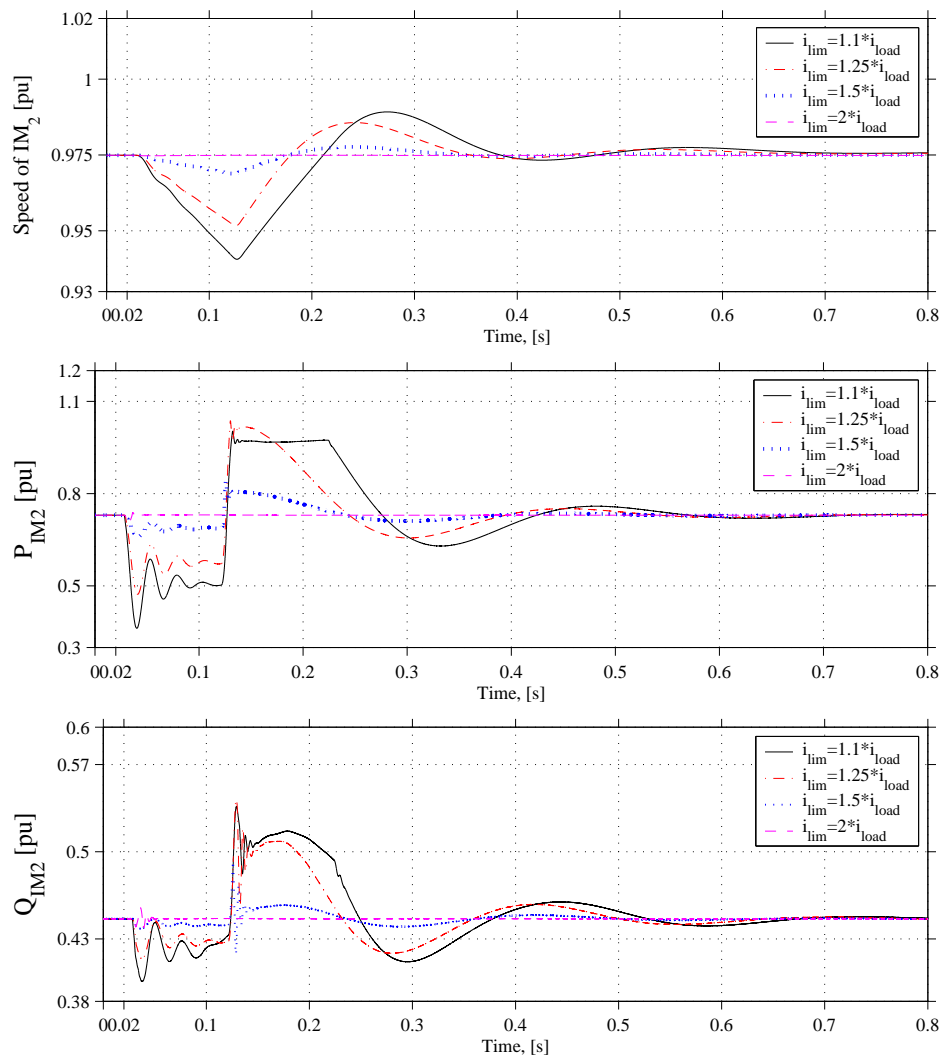 1.02
1
0.975
0.95
0.93
Speed of IM2 [pu]
i_lim=1.1*i_load
i_lim=1.25*i_load
i_lim=1.5*i_load
i_lim=2*i_load
00.02 0.1 0.2 0.3 0.4 0.5 0.6 0.7 0.8
Time, [s]
1.2
1.1
0.8
0.5
0.3
P_IM2 [pu]
i_lim=1.1*i_load
i_lim=1.25*i_load
i_lim=1.5*i_load
i_lim=2*i_load
00.02 0.1 0.2 0.3 0.4 0.5 0.6 0.7 0.8
Time, [s]
0.6
0.57
0.5
0.43
0.38
Q_IM2 [pu]
i_lim=1.1*i_load
i_lim=1.25*i_load
i_lim=1.5*i_load
i_lim=2*i_load
00.02 0.1 0.2 0.3 0.4 0.5 0.6 0.7 0.8
Time, [s]